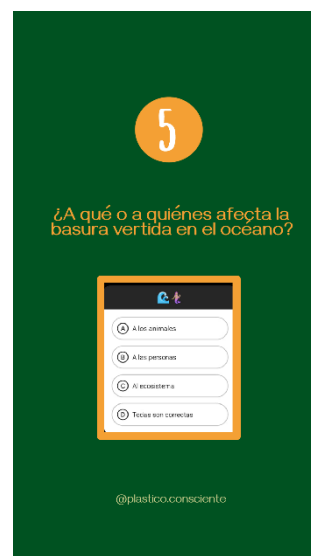 5
¿A qué o a quiénes afecta la
basura vertida en el océano?
A A los animales
B A las personas
C Al ecosistema
D Todas son correctas
@plastico.consciente